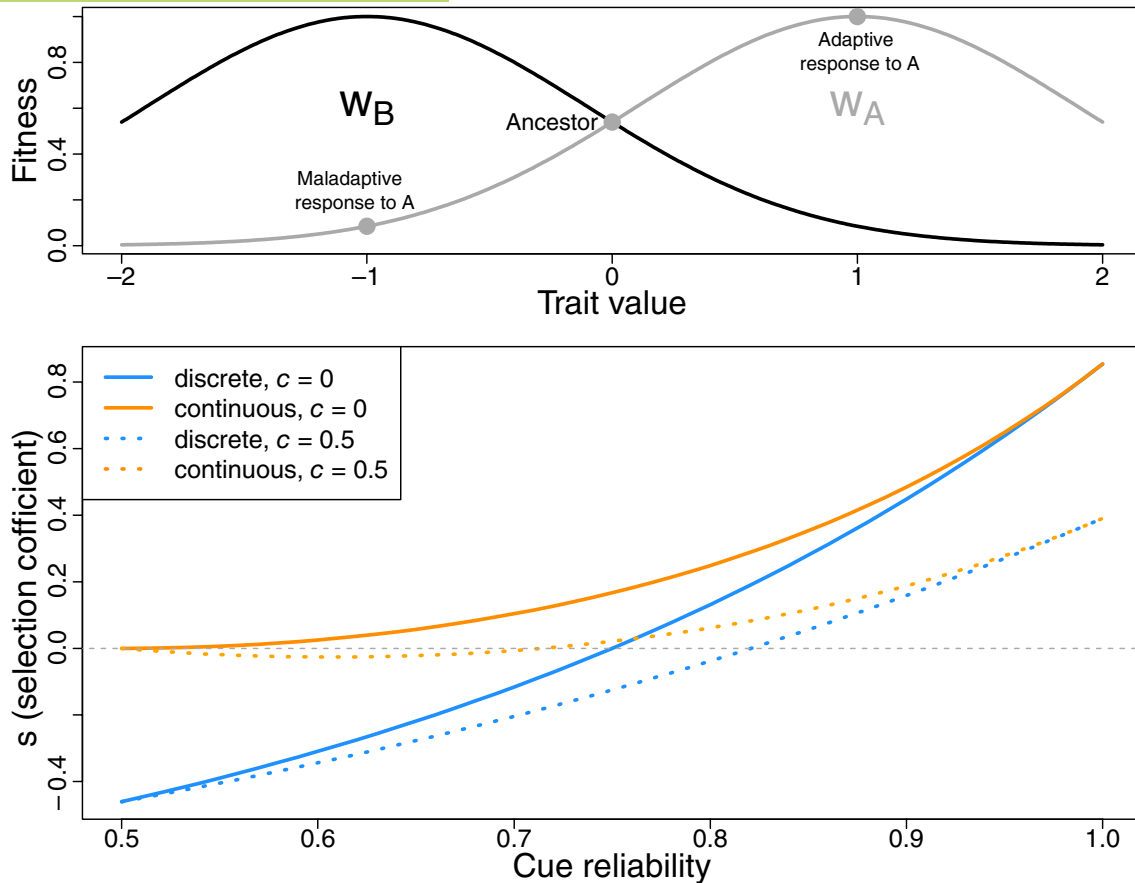 Fitness
0.0
0.4
0.8
w_B
w_A
Adaptive
response to A
Ancestor
Maladaptive
response to A
−2
−1
0
1
2
Trait value
discrete, c = 0
continuous, c = 0
discrete, c = 0.5
continuous, c = 0.5
s (selection cofficient)
−0.4
0.0
0.2
0.4
0.6
0.8
0.5
0.6
0.7
0.8
0.9
1.0
Cue reliability